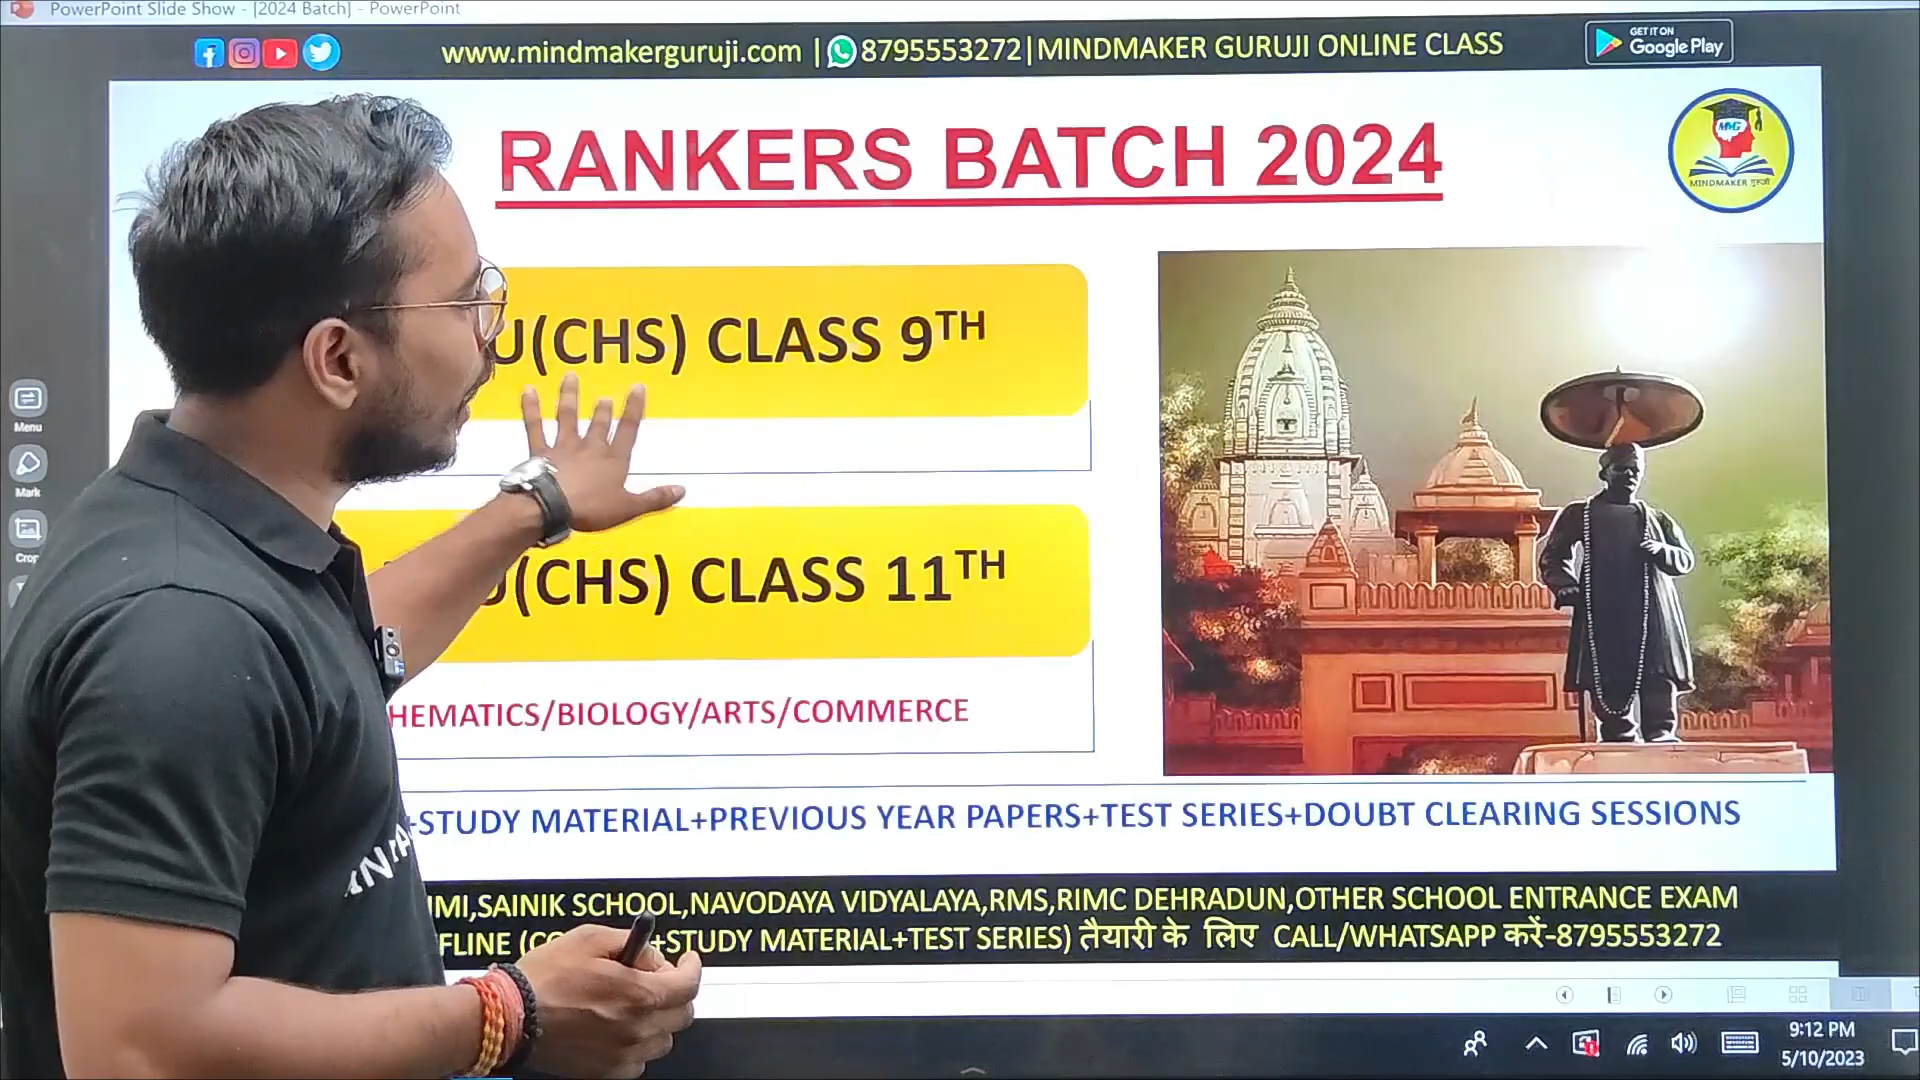 PowerPoint Slide Show - [2024 Batch] - PowerPoint
www.mindmakerguruji.com | 8795553272|MINDMAKER GURUJI ONLINE CLASS
GET IT ON
Google Play
RANKERS BATCH 2024
MMG
MINDMAKER गुरुजी
U(CHS) CLASS 9TH
Menu
Mark
Crop
U(CHS) CLASS 11TH
HEMATICS/BIOLOGY/ARTS/COMMERCE
+STUDY MATERIAL+PREVIOUS YEAR PAPERS+TEST SERIES+DOUBT CLEARING SESSIONS
IMI,SAINIK SCHOOL,NAVODAYA VIDYALAYA,RMS,RIMC DEHRADUN,OTHER SCHOOL ENTRANCE EXAM
FLINE (CO +STUDY MATERIAL+TEST SERIES) तैयारी के लिए CALL/WHATSAPP करें-8795553272
9:12 PM
5/10/2023